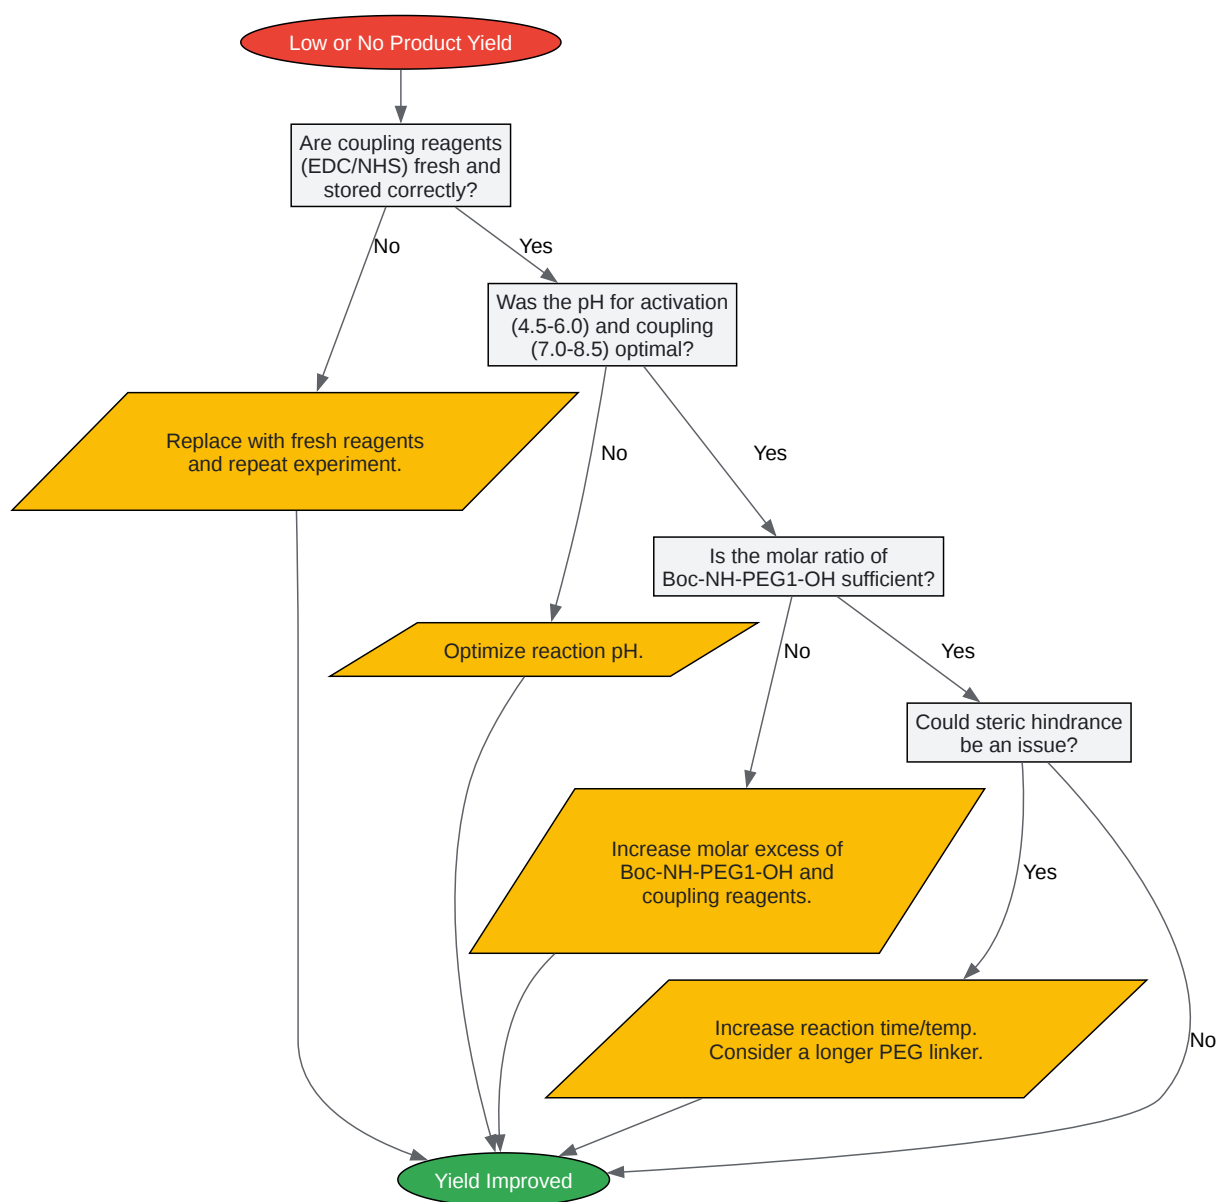 Low or No Product Yield
Are coupling reagents
(EDC/NHS) fresh and
stored correctly?
No
Yes
Was the pH for activation
(4.5-6.0) and coupling
(7.0-8.5) optimal?
Replace with fresh reagents
and repeat experiment.
No
Yes
Is the molar ratio of
Boc-NH-PEG1-OH sufficient?
Optimize reaction pH.
No
Yes
Could steric hindrance
be an issue?
Increase molar excess of
Boc-NH-PEG1-OH and
coupling reagents.
Yes
Increase reaction time/temp.
Consider a longer PEG linker.
No
Yield Improved